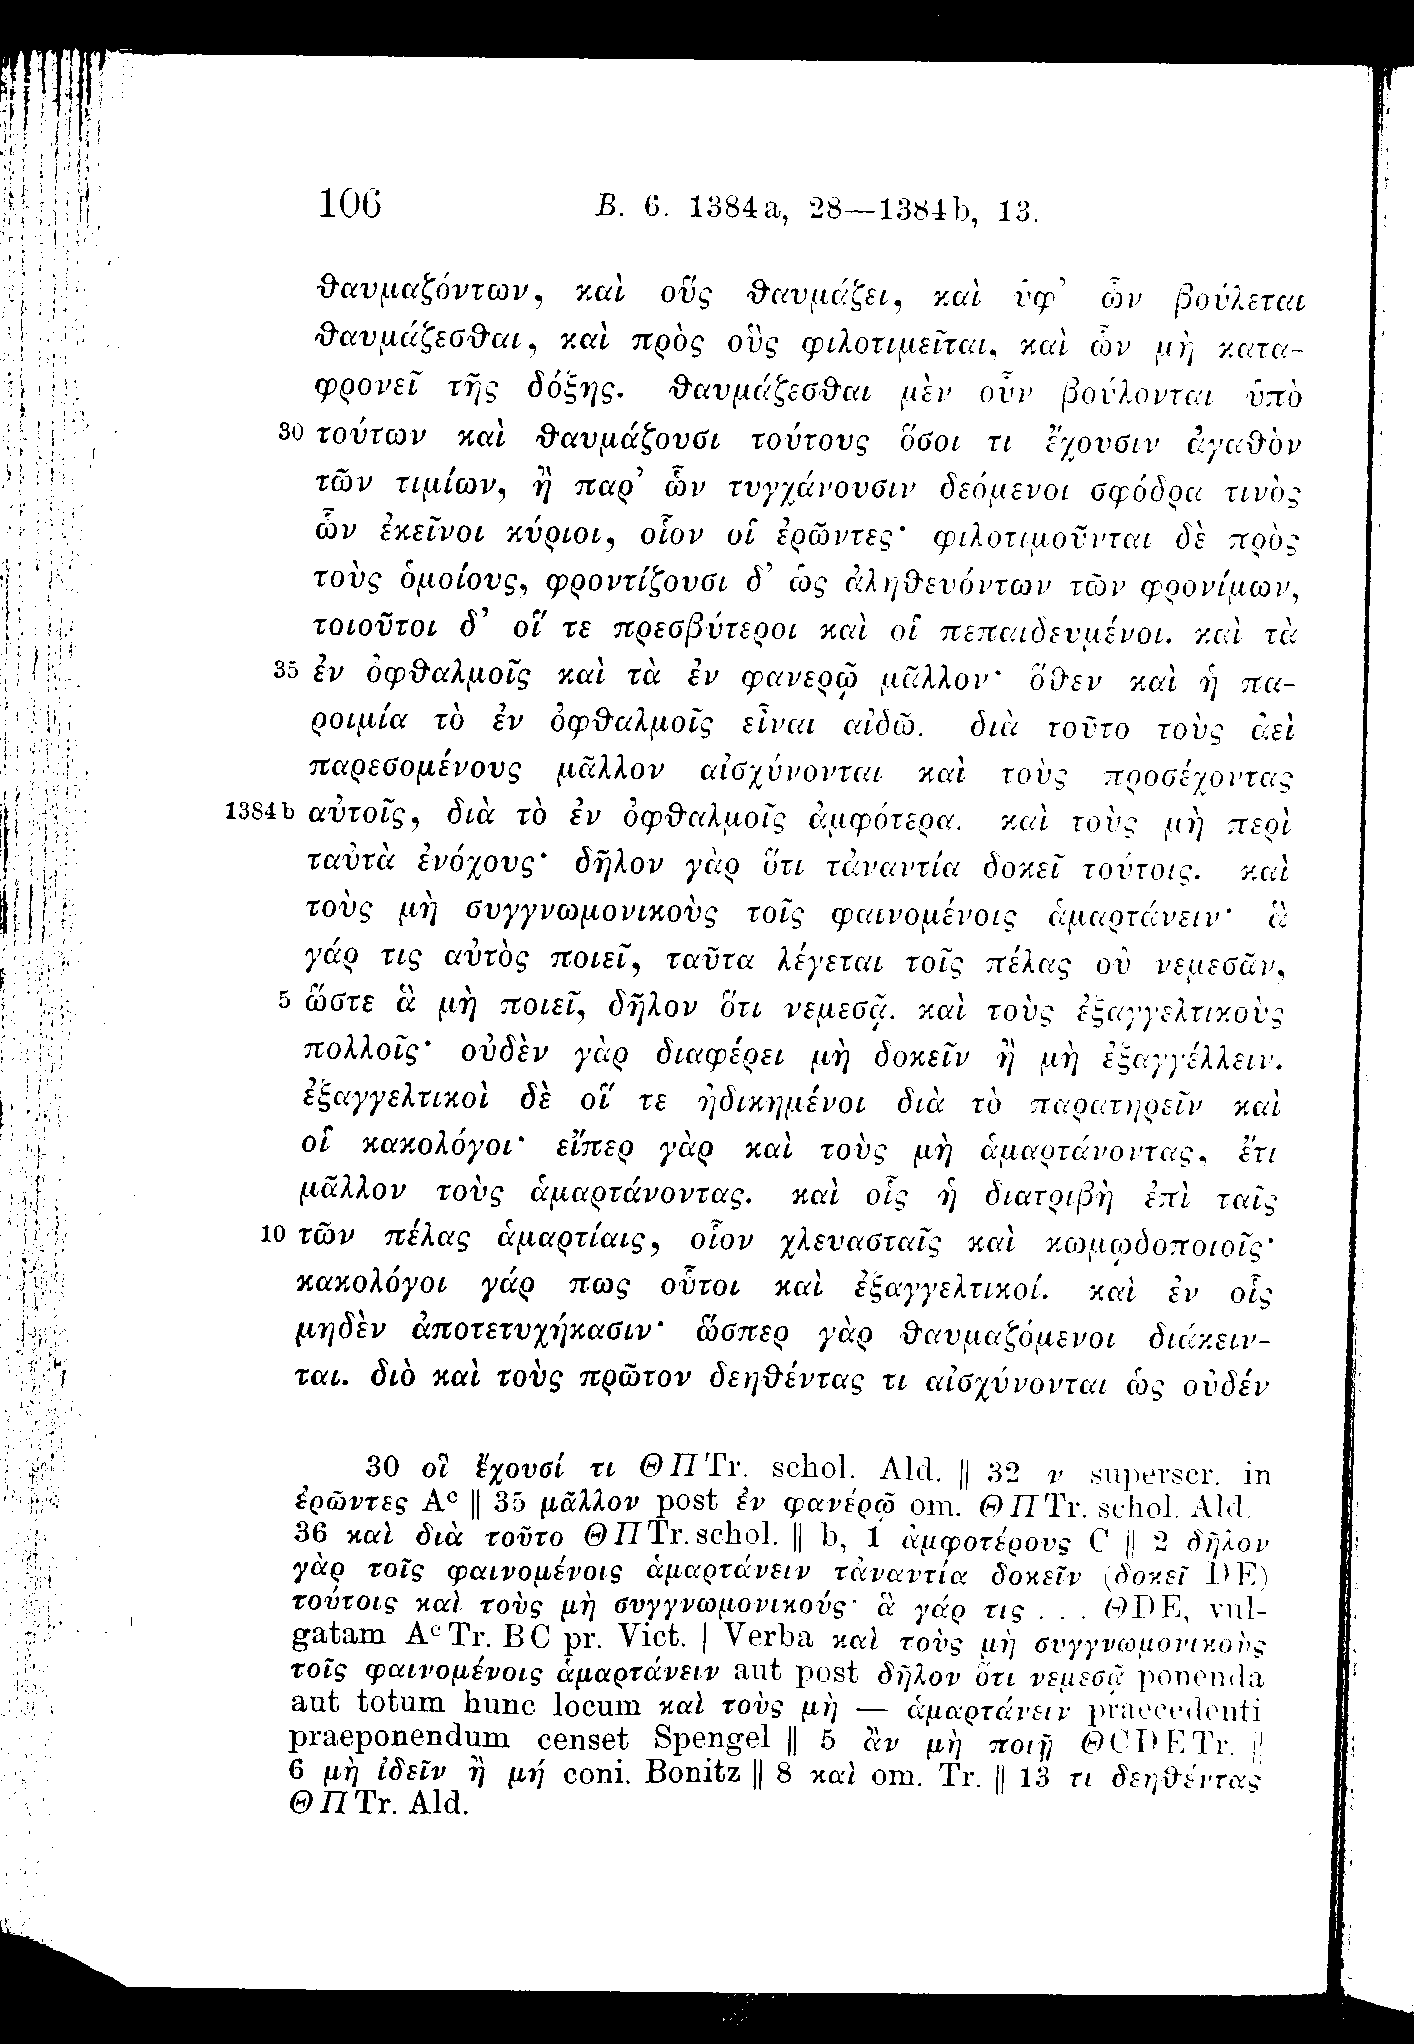 106
B. 6. 1384a, 28—1384b, 13.
θαυμαζόντων, καὶ οὓς θαυμάζει, καὶ ὑφ’ ὧν βούλεται
θαυμάζεσθαι, καὶ πρὸς οὓς φιλοτιμεῖται, καὶ ὧν μὴ κατα-
φρονεῖ τῆς δόξης. θαυμάζεσθαι μὲν οὖν βούλονται ὑπὸ
30 τούτων καὶ θαυμάζουσι τούτους ὅσοι τι ἔχουσιν ἀγαθὸν
τῶν τιμίων, ἢ παρ’ ὧν τυγχάνουσιν δεόμενοι σφόδρα τινὸς
ὧν ἐκεῖνοι κύριοι, οἷον οἱ ἐρῶντες· φιλοτιμοῦνται δὲ πρὸς
τοὺς ὁμοίους, φροντίζουσι δ’ ὡς ἀληθευόντων τῶν φρονίμων,
τοιοῦτοι δ’ οἵ τε πρεσβύτεροι καὶ οἱ πεπαιδευμένοι. καὶ τὰ
35 ἐν ὀφθαλμοῖς καὶ τὰ ἐν φανερῷ μᾶλλον· ὅθεν καὶ ἡ πα-
ροιμία τὸ ἐν ὀφθαλμοῖς εἶναι αἰδῶ. διὰ τοῦτο τοὺς ἀεὶ
παρεσομένους μᾶλλον αἰσχύνονται καὶ τοὺς προσέχοντας
1384b αὐτοῖς, διὰ τὸ ἐν ὀφθαλμοῖς ἀμφότερα. καὶ τοὺς μὴ περὶ
ταὐτὰ ἐνόχους· δῆλον γὰρ ὅτι τἀναντία δοκεῖ τούτοις. καὶ
τοὺς μὴ συγγνωμονικοὺς τοῖς φαινομένοις ἁμαρτάνειν· ἃ
γάρ τις αὐτὸς ποιεῖ, ταῦτα λέγεται τοῖς πέλας οὐ νεμεσᾶν,
5 ὥστε ἃ μὴ ποιεῖ, δῆλον ὅτι νεμεσᾷ. καὶ τοὺς ἐξαγγελτικοὺς
πολλοῖς· οὐδὲν γὰρ διαφέρει μὴ δοκεῖν ἢ μὴ ἐξαγγέλλειν.
ἐξαγγελτικοὶ δὲ οἵ τε ἠδικημένοι διὰ τὸ παρατηρεῖν καὶ
οἱ κακολόγοι· εἴπερ γὰρ καὶ τοὺς μὴ ἁμαρτάνοντας, ἔτι
μᾶλλον τοὺς ἁμαρτάνοντας. καὶ οἷς ἡ διατριβὴ ἐπὶ ταῖς
10 τῶν πέλας ἁμαρτίαις, οἷον χλευασταῖς καὶ κωμῳδοποιοῖς·
κακολόγοι γάρ πως οὗτοι καὶ ἐξαγγελτικοί. καὶ ἐν οἷς
μηδὲν ἀποτετυχήκασιν· ὥσπερ γὰρ θαυμαζόμενοι διάκειν-
ται. διὸ καὶ τοὺς πρῶτον δεηθέντας τι αἰσχύνονται ὡς οὐδέν
30 οἳ ἔχουσί τι ΘΠTr. schol. Ald. || 32 ν superscr. in
ἐρῶντες Aᶜ || 35 μᾶλλον post ἐν φανέρῷ om. ΘΠTr. schol. Ald.
36 καὶ διὰ τοῦτο ΘΠTr. schol. || b, 1 ἀμφοτέρους C || 2 δῆλον
γὰρ τοῖς φαινομένοις ἁμαρτάνειν τἀναντία δοκεῖν (δοκεῖ DE)
τούτοις καὶ τοὺς μὴ συγγνωμονικούς· ἃ γάρ τις . . . ΘDE, vul-
gatam AᶜTr. BC pr. Vict. | Verba καὶ τοὺς μὴ συγγνωμονικοὺς
τοῖς φαινομένοις ἁμαρτάνειν aut post δῆλον ὅτι νεμεσᾷ ponenda
aut totum hunc locum καὶ τοὺς μὴ — ἁμαρτάνειν praecedenti
praeponendum censet Spengel || 5 ἂν μὴ ποιῇ ΘCDETr. ||
6 μὴ ἰδεῖν ἢ μή coni. Bonitz || 8 καὶ om. Tr. || 13 τι δεηθέντας
ΘΠTr. Ald.